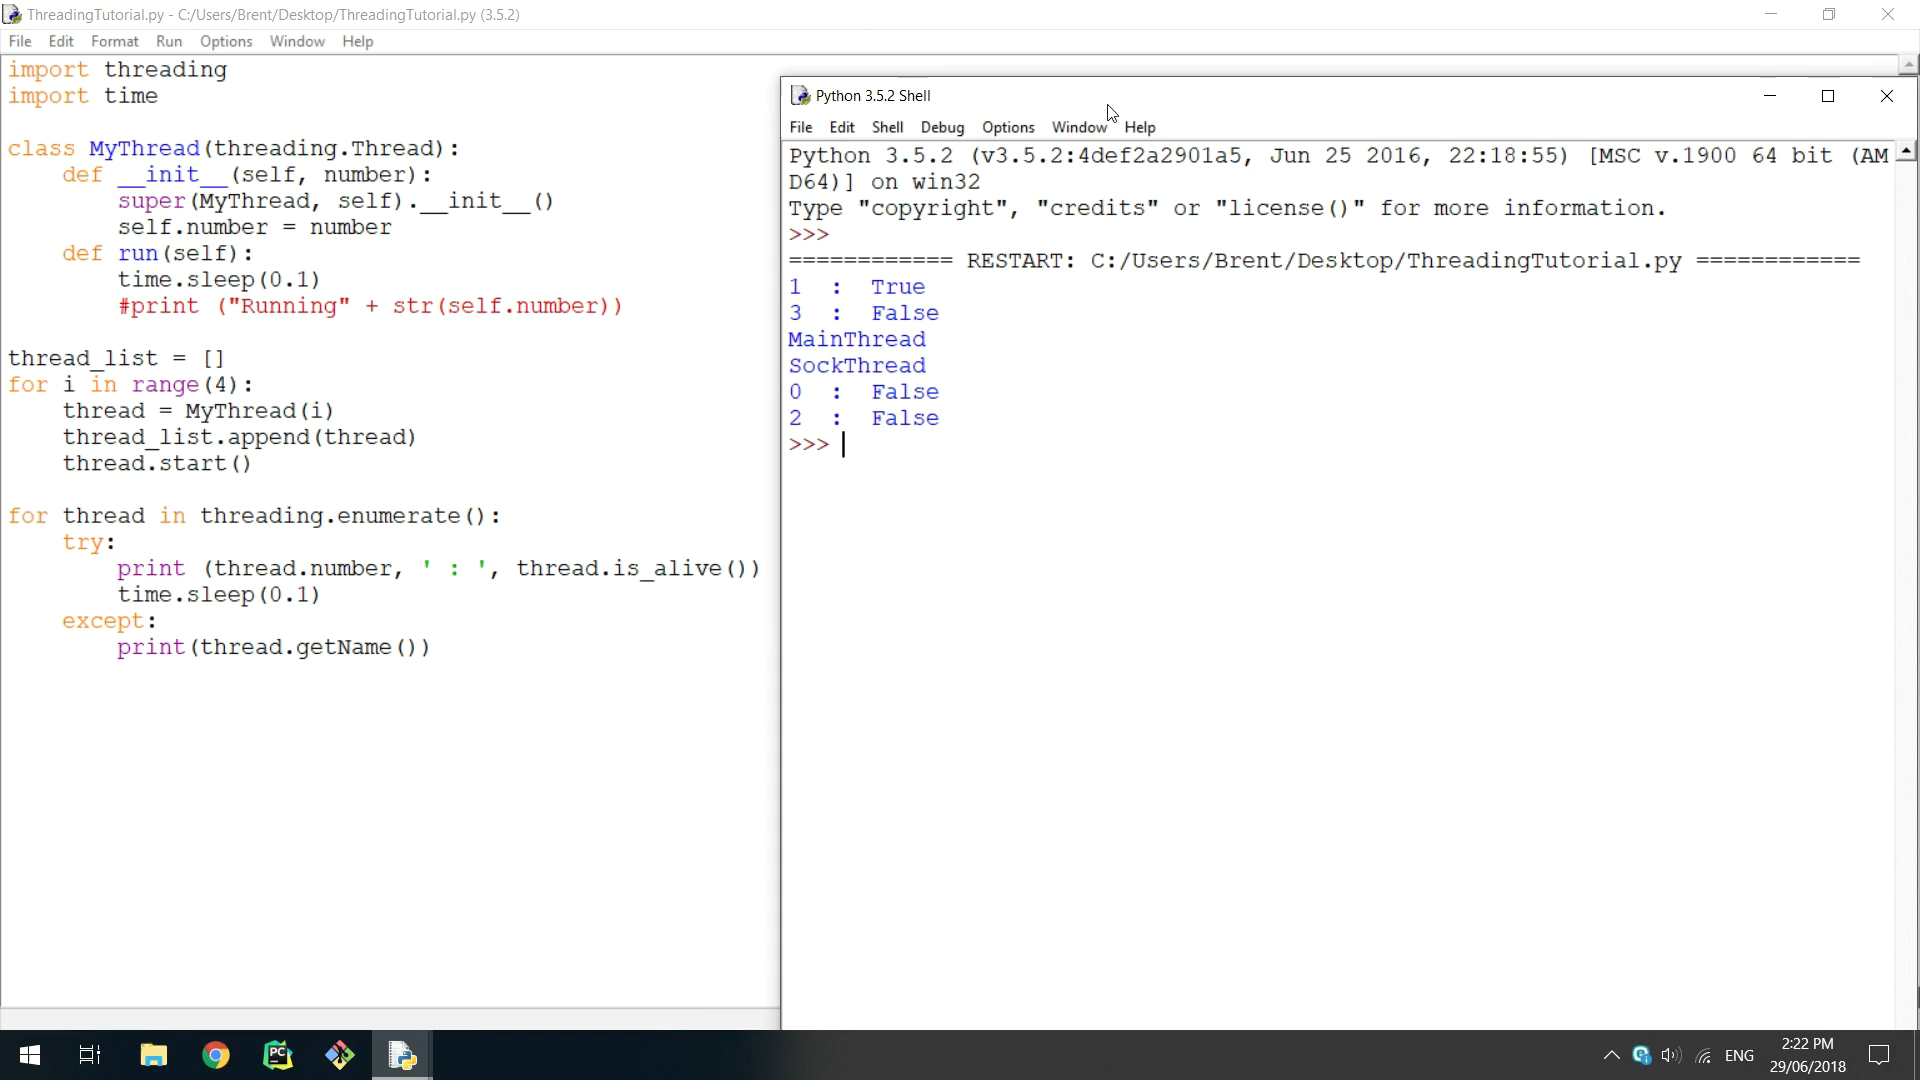 ThreadingTutorial.py - C:/Users/Brent/Desktop/ThreadingTutorial.py (3.5.2)
File Edit Format Run Options Window Help
import threading
import time
class MyThread(threading.Thread):
    def __init__(self, number):
        super(MyThread, self).__init__()
        self.number = number
    def run(self):
        time.sleep(0.1)
        #print ("Running" + str(self.number))
thread_list = []
for i in range(4):
    thread = MyThread(i)
    thread_list.append(thread)
    thread.start()
for thread in threading.enumerate():
    try:
        print (thread.number, ' : ', thread.is_alive())
        time.sleep(0.1)
    except:
        print(thread.getName())
Python 3.5.2 Shell
File Edit Shell Debug Options Window Help
Python 3.5.2 (v3.5.2:4def2a2901a5, Jun 25 2016, 22:18:55) [MSC v.1900 64 bit (AM
D64)] on win32
Type "copyright", "credits" or "license()" for more information.
>>>
============ RESTART: C:/Users/Brent/Desktop/ThreadingTutorial.py ============
1  :  True
3  :  False
MainThread
SockThread
0  :  False
2  :  False
>>>
PC
ENG
2:22 PM
29/06/2018